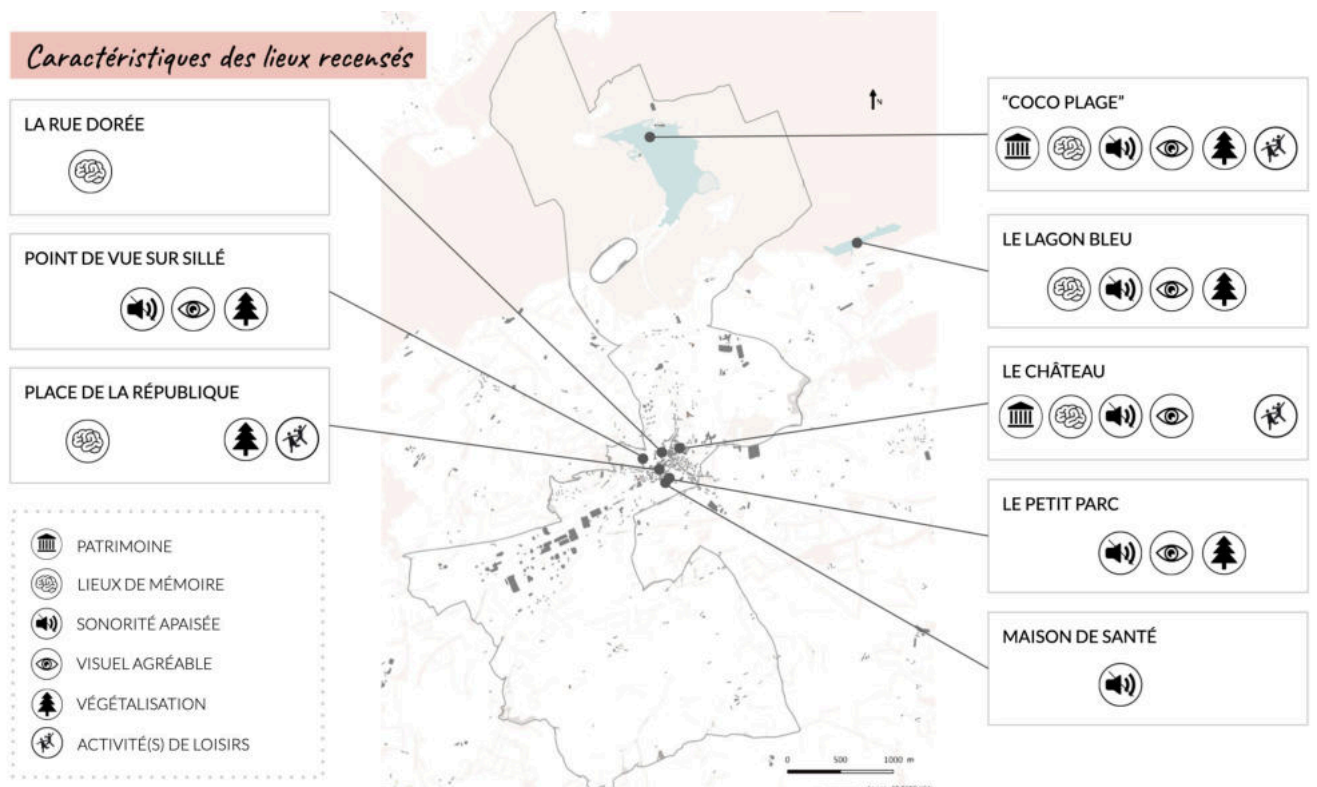 Caractéristiques des lieux recensés
LA RUE DORÉE
POINT DE VUE SUR SILLÉ
PLACE DE LA RÉPUBLIQUE
PATRIMOINE
LIEUX DE MÉMOIRE
SONORITÉ APAISÉE
VISUEL AGRÉABLE
VÉGÉTALISATION
ACTIVITÉ(S) DE LOISIRS
N
0 500 1000 m
"COCO PLAGE"
LE LAGON BLEU
LE CHÂTEAU
LE PETIT PARC
MAISON DE SANTÉ